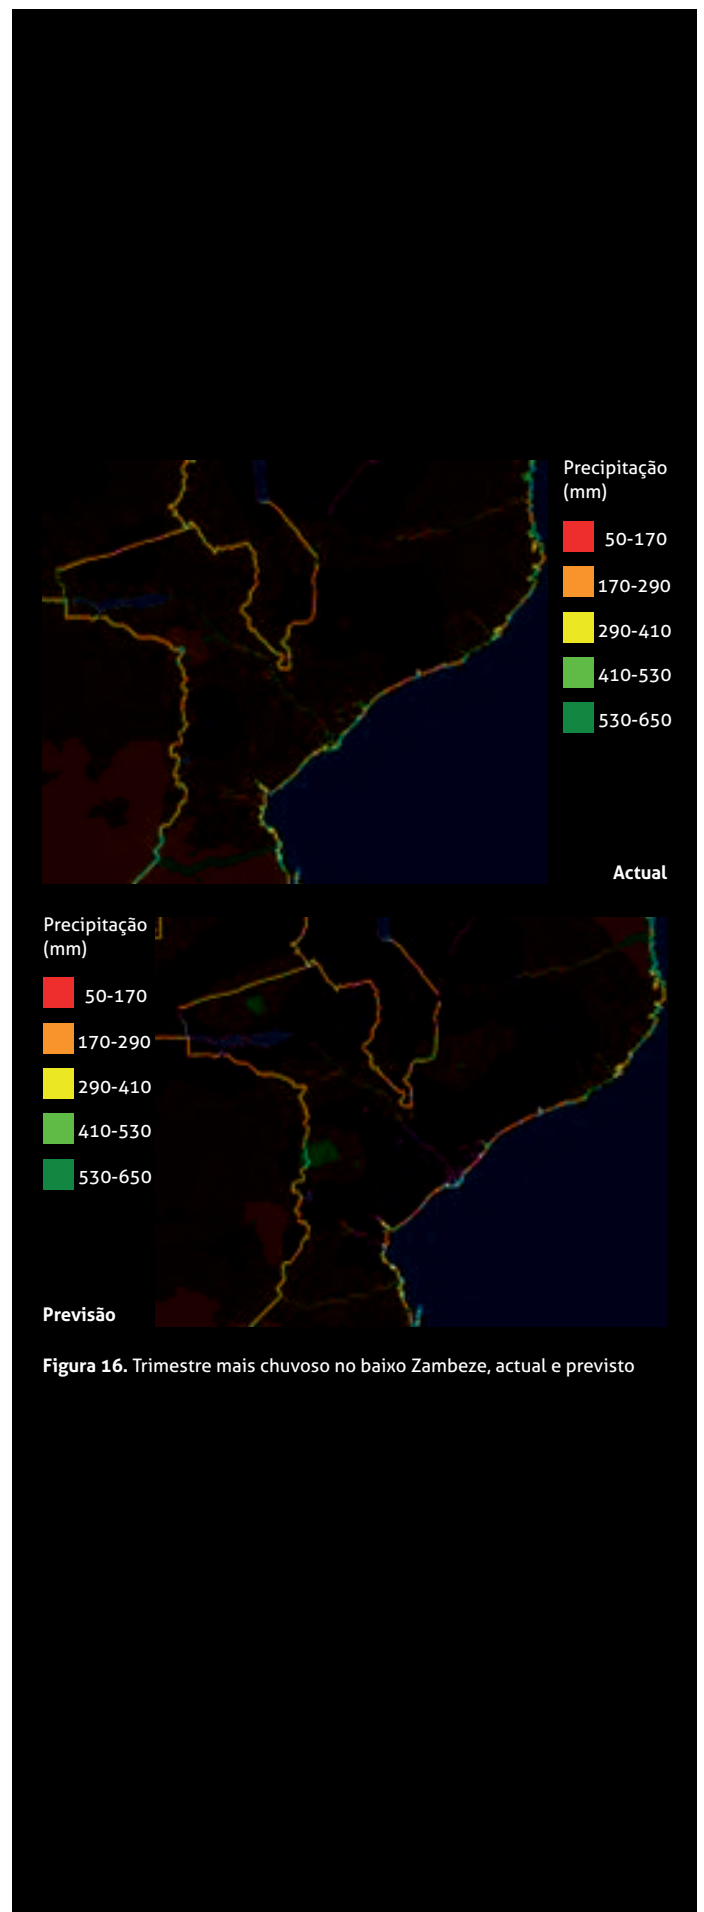 Precipitação
(mm)
50-170
170-290
290-410
410-530
530-650
Actual
Precipitação
(mm)
50-170
170-290
290-410
410-530
530-650
Previsão
Figura 16. Trimestre mais chuvoso no baixo Zambeze, actual e previsto